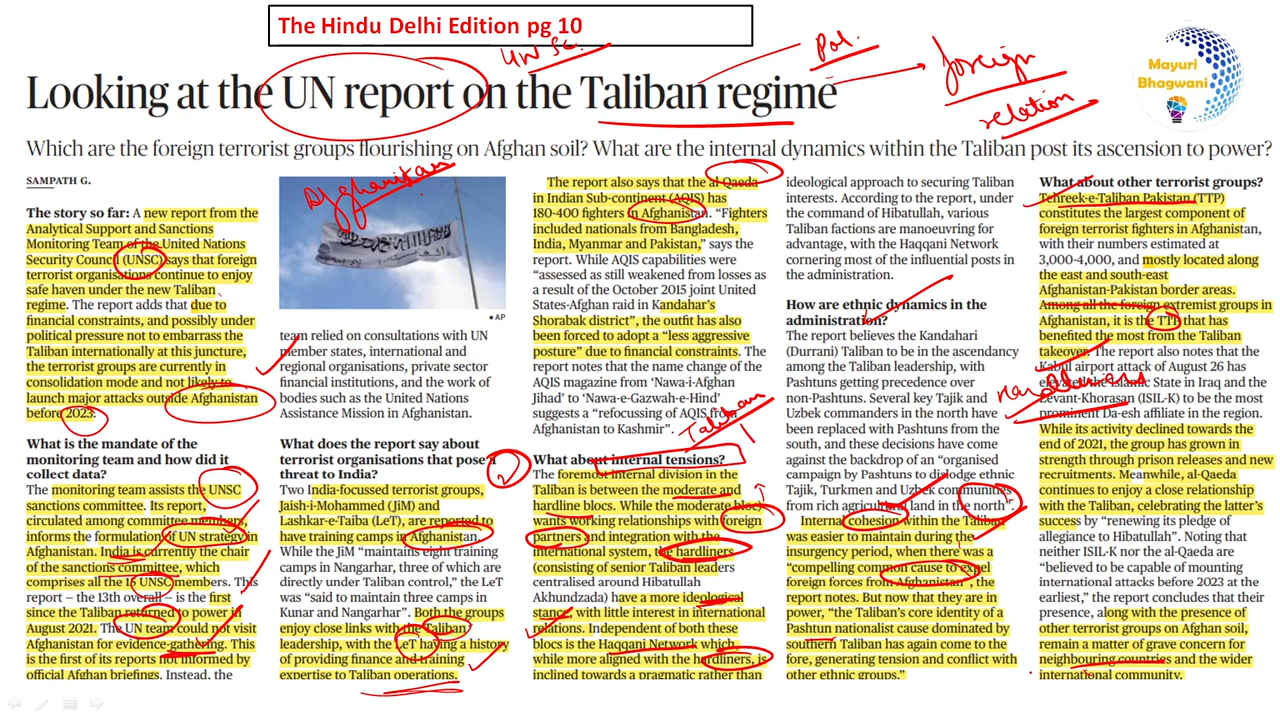 The Hindu Delhi Edition pg 10
UNSC
Pol.
foreign
relation
Mayuri
Bhagwani
Looking at the UN report on the Taliban regime
Which are the foreign terrorist groups flourishing on Afghan soil? What are the internal dynamics within the Taliban post its ascension to power?
SAMPATH G.
The story so far: A new report from the
Analytical Support and Sanctions
Monitoring Team of the United Nations
Security Council (UNSC) says that foreign
terrorist organisations continue to enjoy
safe haven under the new Taliban
regime. The report adds that due to
financial constraints, and possibly under
political pressure not to embarrass the
Taliban internationally at this juncture,
the terrorist groups are currently in
consolidation mode and not likely to
launch major attacks outside Afghanistan
before 2023.
What is the mandate of the
monitoring team and how did it
collect data?
The monitoring team assists the UNSC
sanctions committee. Its report,
circulated among committee members,
informs the formulation of UN strategy in
Afghanistan. India is currently the chair
of the sanctions committee, which
comprises all the 15 UNSC members. This
report – the 13th overall – is the first
since the Taliban returned to power in
August 2021. The UN team could not visit
Afghanistan for evidence-gathering. This
is the first of its reports not informed by
official Afghan briefings. Instead, the
Afghanistan
• AP
team relied on consultations with UN
member states, international and
regional organisations, private sector
financial institutions, and the work of
bodies such as the United Nations
Assistance Mission in Afghanistan.
What does the report say about
terrorist organisations that pose a
threat to India?
Two India-focussed terrorist groups,
Jaish-i-Mohammed (JiM) and
Lashkar-e-Taiba (LeT), are reported to
have training camps in Afghanistan.
While the JiM “maintains eight training
camps in Nangarhar, three of which are
directly under Taliban control,” the LeT
was “said to maintain three camps in
Kunar and Nangarhar”. Both the groups
enjoy close links with the Taliban
leadership, with the LeT having a history
of providing finance and training
expertise to Taliban operations.
The report also says that the al-Qaeda
in Indian Sub-continent (AQIS) has
180-400 fighters in Afghanistan. “Fighters
included nationals from Bangladesh,
India, Myanmar and Pakistan,” says the
report. While AQIS capabilities were
“assessed as still weakened from losses as
a result of the October 2015 joint United
States-Afghan raid in Kandahar’s
Shorabak district”, the outfit has also
been forced to adopt a “less aggressive
posture” due to financial constraints. The
report notes that the name change of the
AQIS magazine from ‘Nawa-i-Afghan
Jihad’ to ‘Nawa-e-Gazwah-e-Hind’
suggests a “refocussing of AQIS from
Afghanistan to Kashmir”.
Taliban
What about internal tensions?
The foremost internal division in the
Taliban is between the moderate and
hardline blocs. While the moderate bloc
wants working relationships with foreign
partners and integration with the
international system, the hardliners
(consisting of senior Taliban leaders
centralised around Hibatullah
Akhundzada) have a more ideological
stance, with little interest in international
relations. Independent of both these
blocs is the Haqqani Network which,
while more aligned with the hardliners, is
inclined towards a pragmatic rather than
ideological approach to securing Taliban
interests. According to the report, under
the command of Hibatullah, various
Taliban factions are manoeuvring for
advantage, with the Haqqani Network
cornering most of the influential posts in
the administration.
How are ethnic dynamics in the
administration?
The report believes the Kandahari
(Durrani) Taliban to be in the ascendancy
among the Taliban leadership, with
Pashtuns getting precedence over
non-Pashtuns. Several key Tajik and
Uzbek commanders in the north have
been replaced with Pashtuns from the
south, and these decisions have come
against the backdrop of an “organised
campaign by Pashtuns to dislodge ethnic
Tajik, Turkmen and Uzbek communities
from rich agricultural land in the north”.
Internal cohesion within the Taliban
was easier to maintain during the
insurgency period, when there was a
“compelling common cause to expel
foreign forces from Afghanistan”, the
report notes. But now that they are in
power, “the Taliban’s core identity of a
Pashtun nationalist cause dominated by
southern Taliban has again come to the
fore, generating tension and conflict with
other ethnic groups.”
What about other terrorist groups?
Tehreek-e-Taliban Pakistan (TTP)
constitutes the largest component of
foreign terrorist fighters in Afghanistan,
with their numbers estimated at
3,000-4,000, and mostly located along
the east and south-east
Afghanistan-Pakistan border areas.
Among all the foreign extremist groups in
Afghanistan, it is the TTP that has
benefited the most from the Taliban
takeover. The report also notes that the
Kabul airport attack of August 26 has
elevated the Islamic State in Iraq and the
Levant-Khorasan (ISIL-K) to be the most
prominent Da-esh affiliate in the region.
While its activity declined towards the
end of 2021, the group has grown in
strength through prison releases and new
recruitments. Meanwhile, al-Qaeda
continues to enjoy a close relationship
with the Taliban, celebrating the latter’s
success by “renewing its pledge of
allegiance to Hibatullah”. Noting that
neither ISIL-K nor the al-Qaeda are
“believed to be capable of mounting
international attacks before 2023 at the
earliest,” the report concludes that their
presence, along with the presence of
other terrorist groups on Afghan soil,
remain a matter of grave concern for
neighbouring countries and the wider
international community.